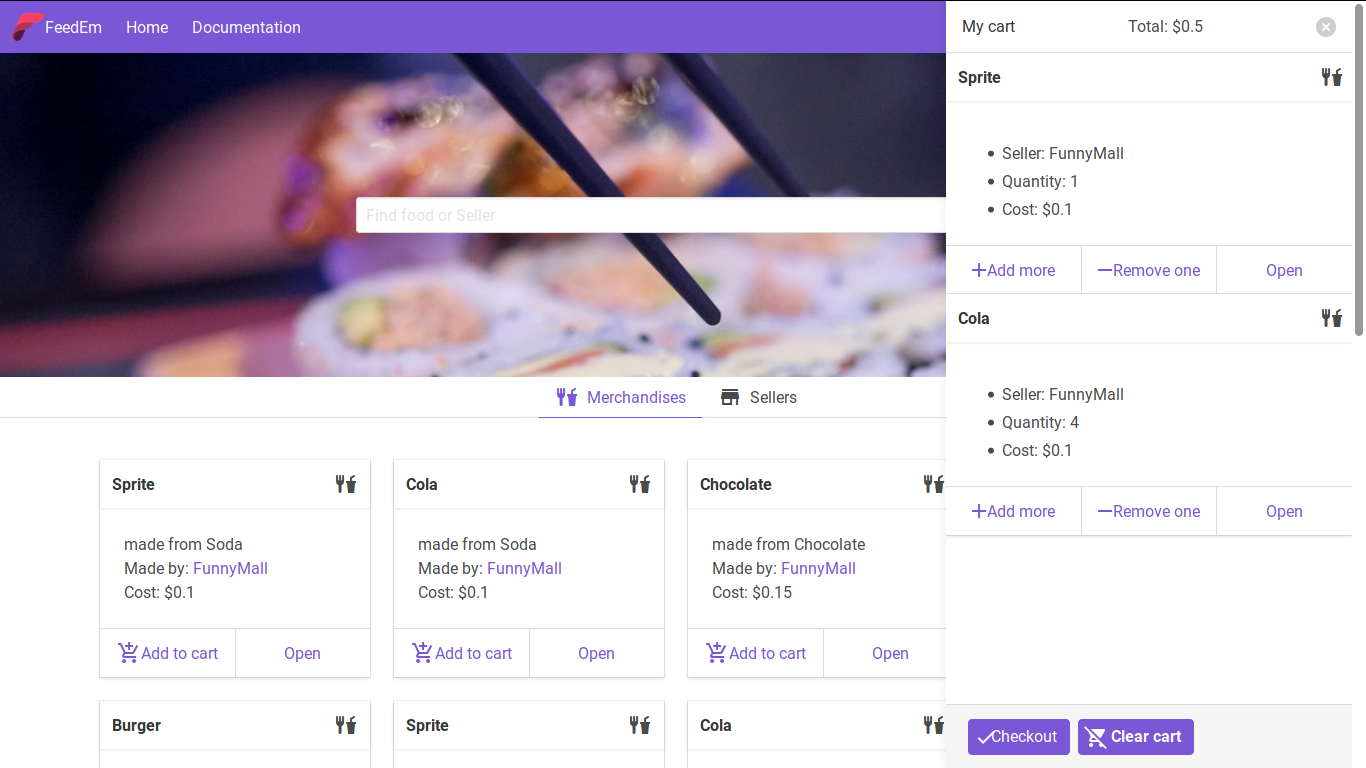 FeedEm Home Documentation
Find food or Seller
Merchandises Sellers
Sprite
made from Soda
Made by: FunnyMall
Cost: $0.1
Add to cart Open
Cola
made from Soda
Made by: FunnyMall
Cost: $0.1
Add to cart Open
Chocolate
made from Chocolate
Made by: FunnyMall
Cost: $0.15
Add to cart Open
Burger
Sprite
Cola
My cart Total: $0.5
Sprite
Seller: FunnyMall
Quantity: 1
Cost: $0.1
Add more Remove one Open
Cola
Seller: FunnyMall
Quantity: 4
Cost: $0.1
Add more Remove one Open
Checkout Clear cart